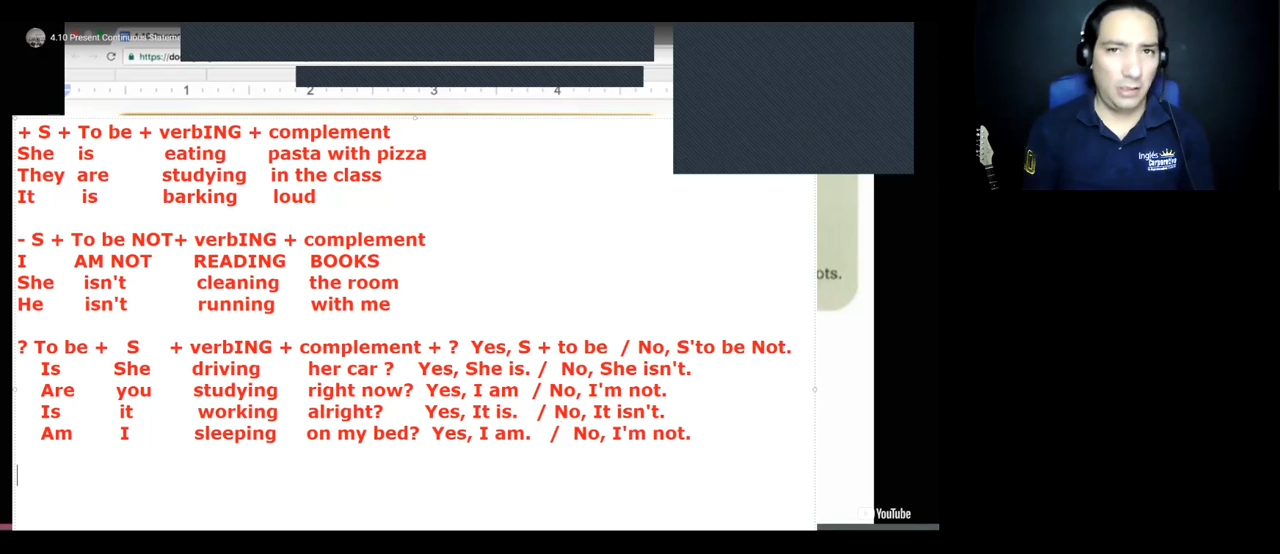 4.10 Present Continuous Stateme
https://doc
1 2 3 4
+ S + To be + verbING + complement
She is eating pasta with pizza
They are studying in the class
It is barking loud
- S + To be NOT+ verbING + complement
I AM NOT READING BOOKS
She isn't cleaning the room
He isn't running with me
? To be + S + verbING + complement + ? Yes, S + to be / No, S'to be Not.
Is She driving her car ? Yes, She is. / No, She isn't.
Are you studying right now? Yes, I am / No, I'm not.
Is it working alright? Yes, It is. / No, It isn't.
Am I sleeping on my bed? Yes, I am. / No, I'm not.
ots.
Inglés
Corporativo
YouTube